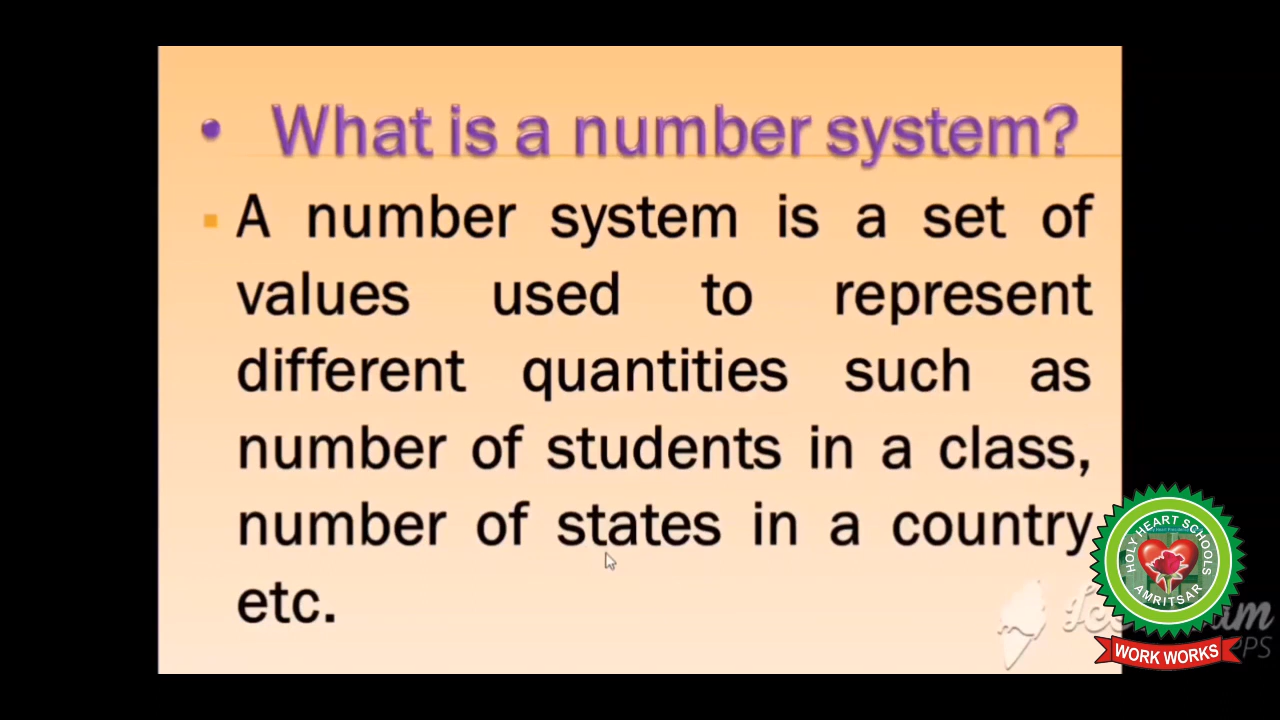 • What is a number system?
▪ A number system is a set of
values used to represent
different quantities such as
number of students in a class,
number of states in a country
etc.
HOLY HEART SCHOOLS
AMRITSAR
WORK WORKS